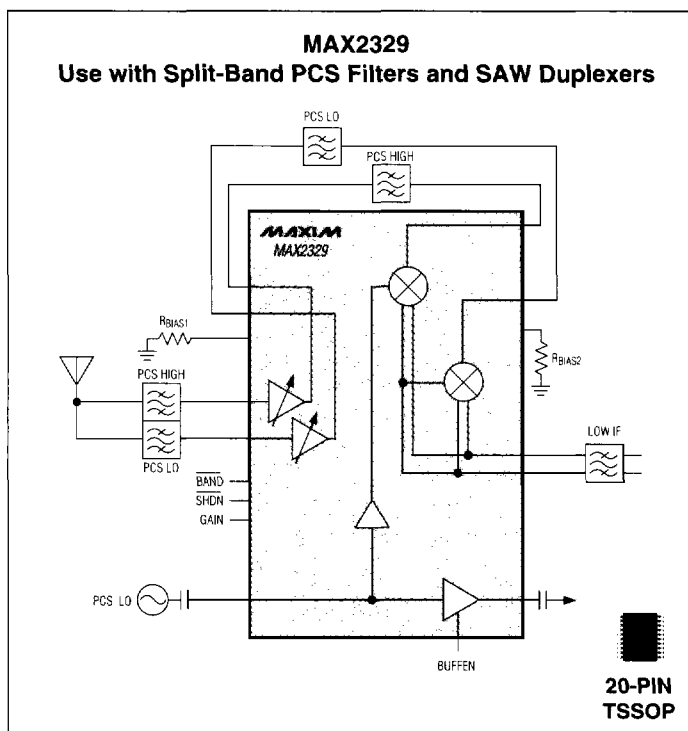 MAX2329
Use with Split-Band PCS Filters and SAW Duplexers
PCS LO
PCS HIGH
MAXIM
MAX2329
RBIAS1
RBIAS2
PCS HIGH
PCS LO
LOW IF
BAND
SHDN
GAIN
PCS LO
BUFFEN
20-PIN
TSSOP